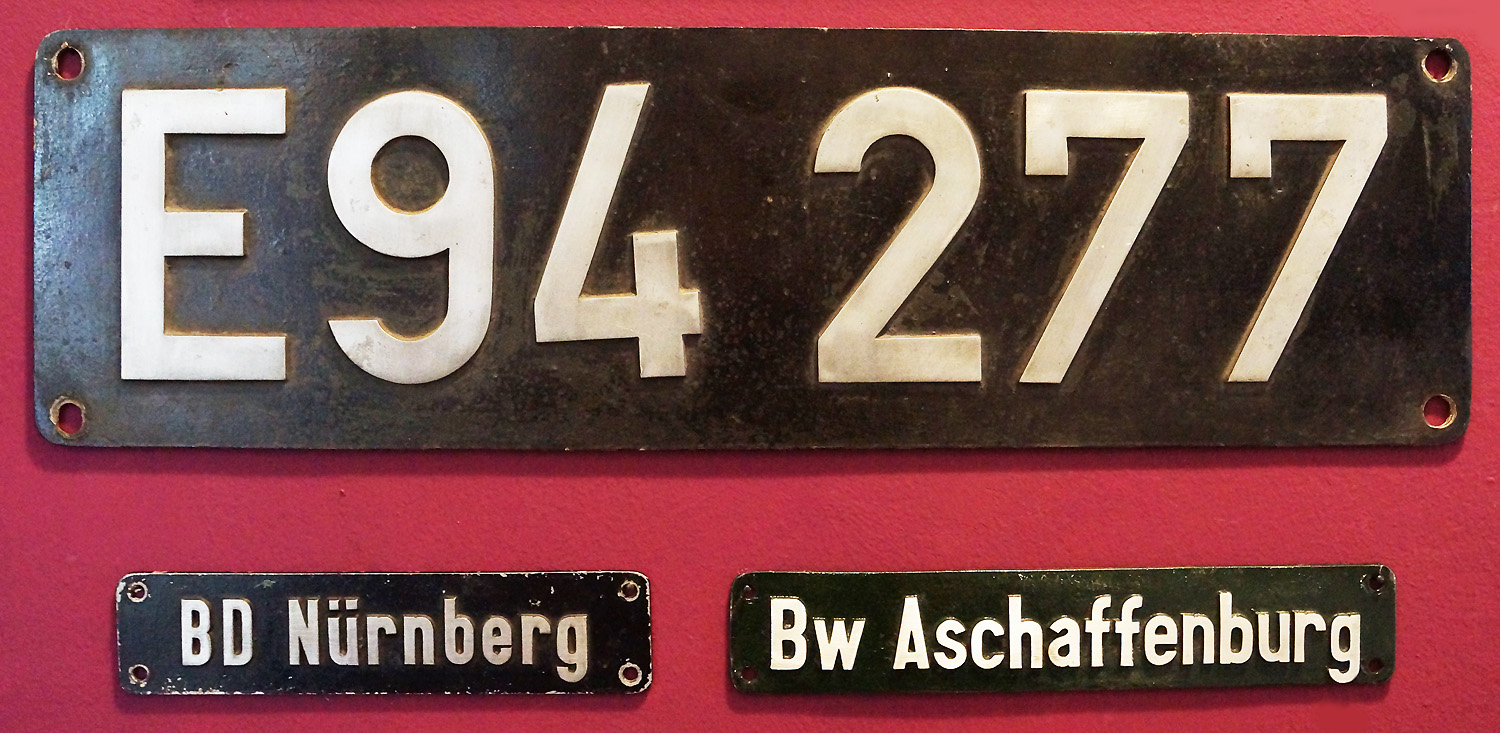 E94 277
BD Nürnberg
Bw Aschaffenburg